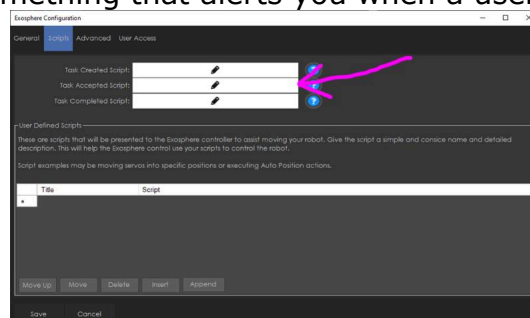 mething that alerts you when a use
Exosphere Configuration
General Scripts Advanced User Access
Task Created Script:
Task Accepted Script:
Task Completed Script:
?
User Defined Scripts
These are scripts that will be presented to the Exosphere controller to assist moving your robot. Give the script a simple and consice name and detailed
description. This will help the Exosphere control use your scripts to control the robot.
Script examples may be moving servos into specific positions or executing Auto Position actions.
Title Script
Move Up Move Delete Insert Append
Save Cancel